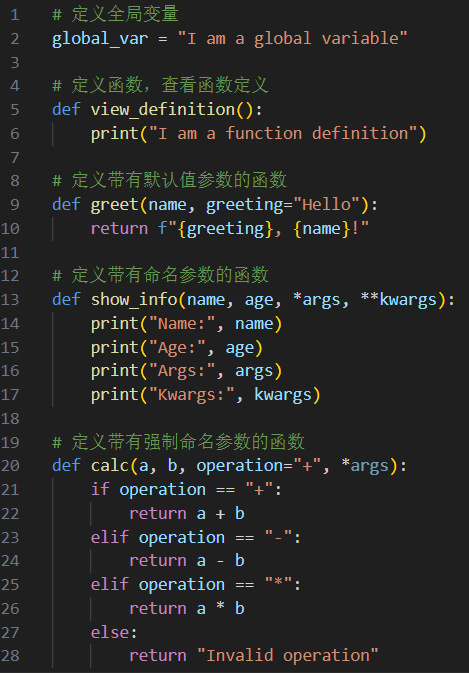 1 # 定义全局变量
2 global_var = "I am a global variable"
3
4 # 定义函数，查看函数定义
5 def view_definition():
6     print("I am a function definition")
7
8 # 定义带有默认值参数的函数
9 def greet(name, greeting="Hello"):
10     return f"{greeting}, {name}!"
11
12 # 定义带有命名参数的函数
13 def show_info(name, age, *args, **kwargs):
14     print("Name:", name)
15     print("Age:", age)
16     print("Args:", args)
17     print("Kwargs:", kwargs)
18
19 # 定义带有强制命名参数的函数
20 def calc(a, b, operation="+", *args):
21     if operation == "+":
22         return a + b
23     elif operation == "-":
24         return a - b
25     elif operation == "*":
26         return a * b
27     else:
28         return "Invalid operation"